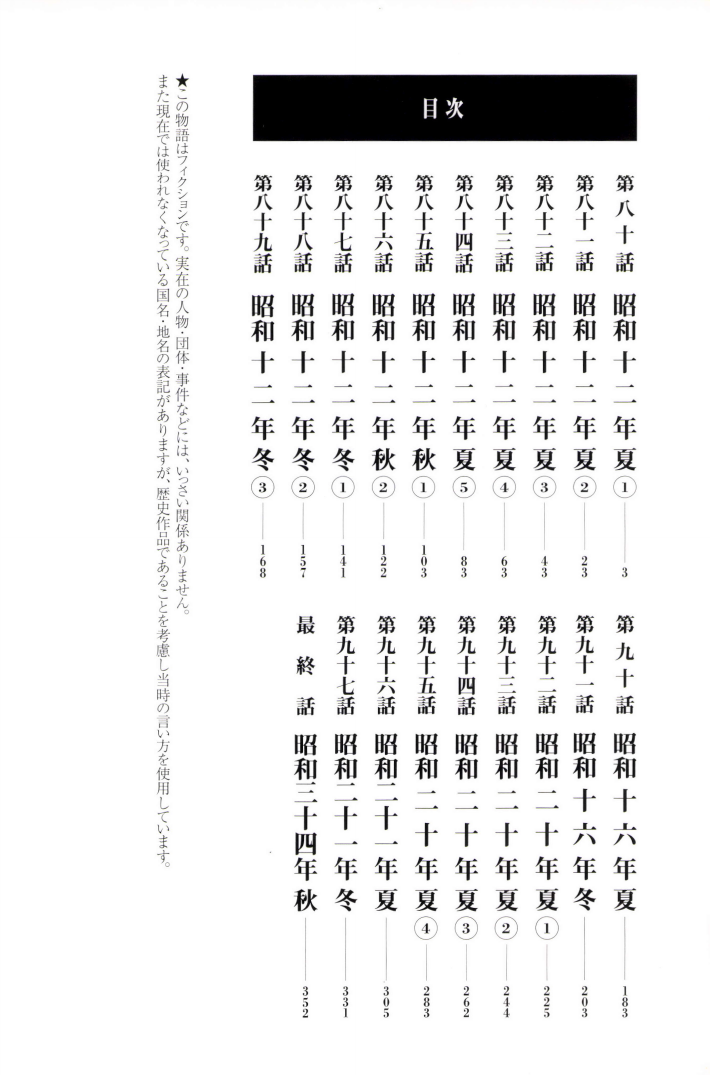 目次
第八十話 昭和十二年夏① 3
第八十一話 昭和十二年夏② 23
第八十二話 昭和十二年夏③ 43
第八十三話 昭和十二年夏④ 63
第八十四話 昭和十二年夏⑤ 83
第八十五話 昭和十二年秋① 103
第八十六話 昭和十二年秋② 122
第八十七話 昭和十二年冬① 141
第八十八話 昭和十二年冬② 157
第八十九話 昭和十二年冬③ 168
第九十話 昭和十六年夏 183
第九十一話 昭和十六年冬 203
第九十二話 昭和二十年夏① 225
第九十三話 昭和二十年夏② 244
第九十四話 昭和二十年夏③ 262
第九十五話 昭和二十年夏④ 283
第九十六話 昭和二十一年夏 305
第九十七話 昭和二十一年冬 331
最終話 昭和三十四年秋 352
★この物語はフィクションです。実在の人物・団体・事件などには、いっさい関係ありません。
また現在では使われなくなっている国名・地名の表記がありますが、歴史作品であることを考慮し当時の言い方を使用しています。